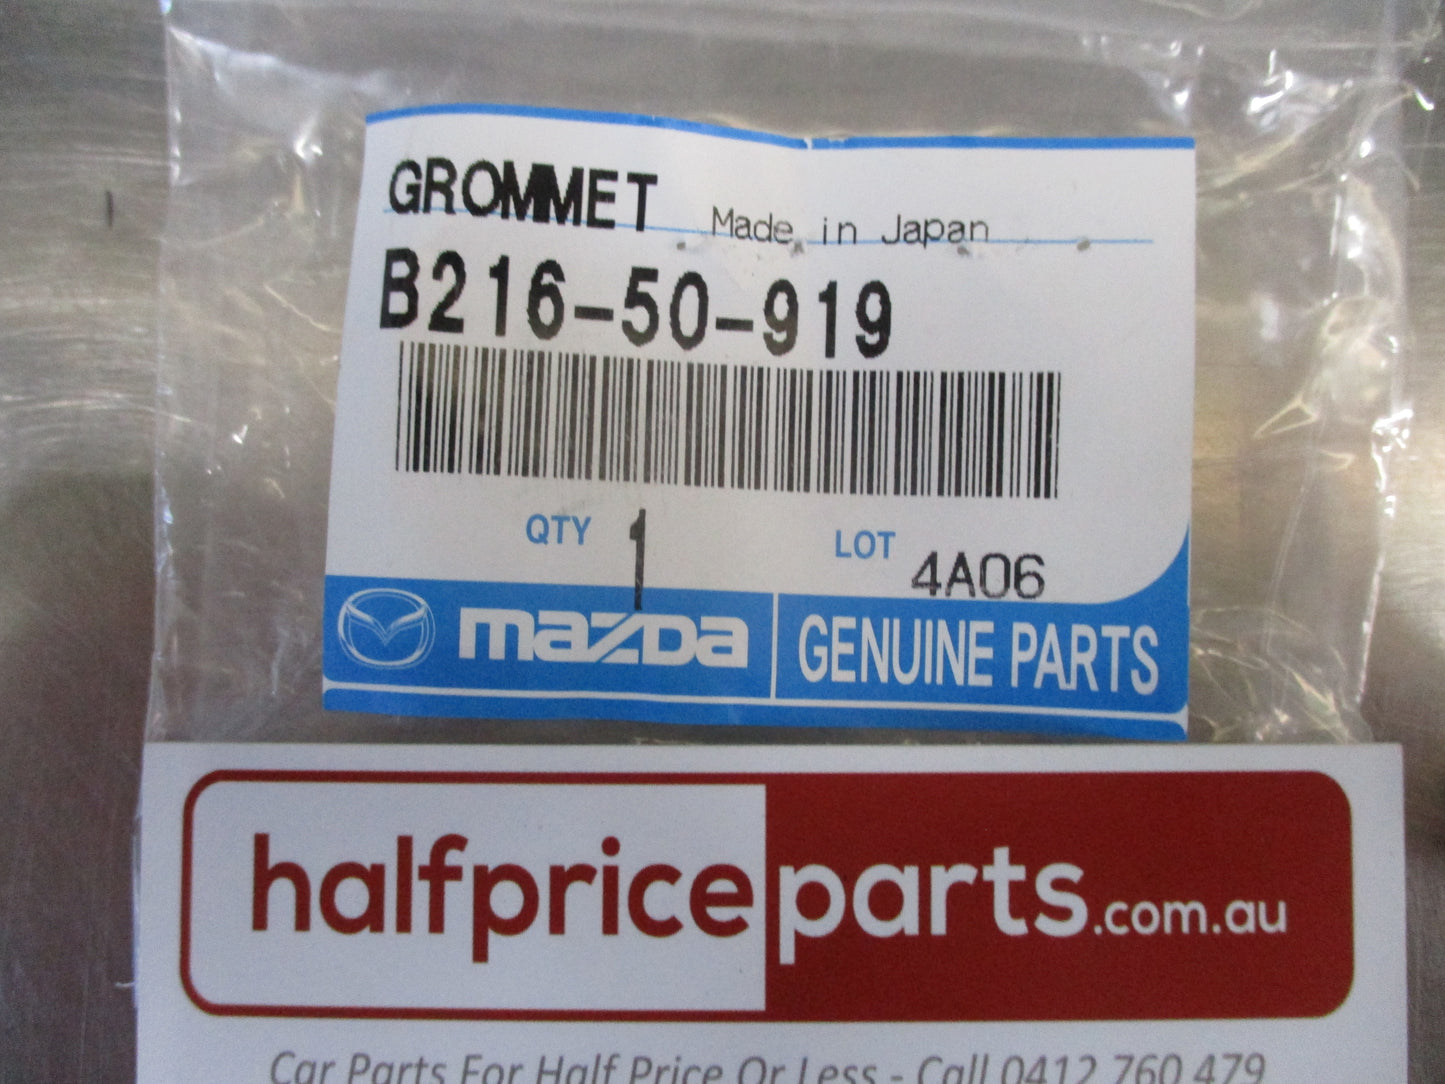 GROMMET Made in Japan
B216-50-919
QTY 1 LOT 4A06
mazda GENUINE PARTS
halfpriceparts.com.au
Car Parts For Half Price Or Less - Call 0412 760 479